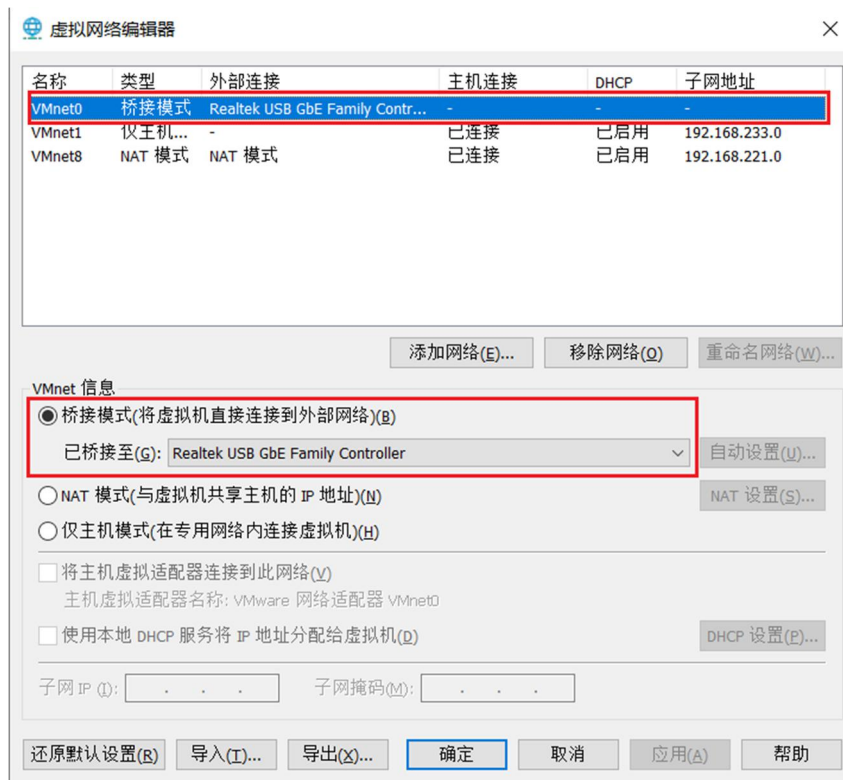 虚拟网络编辑器
名称 类型 外部连接 主机连接 DHCP 子网地址
VMnet0 桥接模式 Realtek USB GbE Family Contr... - - -
VMnet1 仅主机... - 已连接 已启用 192.168.233.0
VMnet8 NAT 模式 NAT 模式 已连接 已启用 192.168.221.0
添加网络(E)... 移除网络(O) 重命名网络(W)...
VMnet 信息
桥接模式(将虚拟机直接连接到外部网络)(B)
已桥接至(G): Realtek USB GbE Family Controller 自动设置(U)...
NAT 模式(与虚拟机共享主机的 IP 地址)(N) NAT 设置(S)...
仅主机模式(在专用网络内连接虚拟机)(H)
将主机虚拟适配器连接到此网络(V)
主机虚拟适配器名称: VMware 网络适配器 VMnet0
使用本地 DHCP 服务将 IP 地址分配给虚拟机(D) DHCP 设置(P)...
子网 IP (I): . . . 子网掩码(M): . . .
还原默认设置(R) 导入(T)... 导出(X)... 确定 取消 应用(A) 帮助